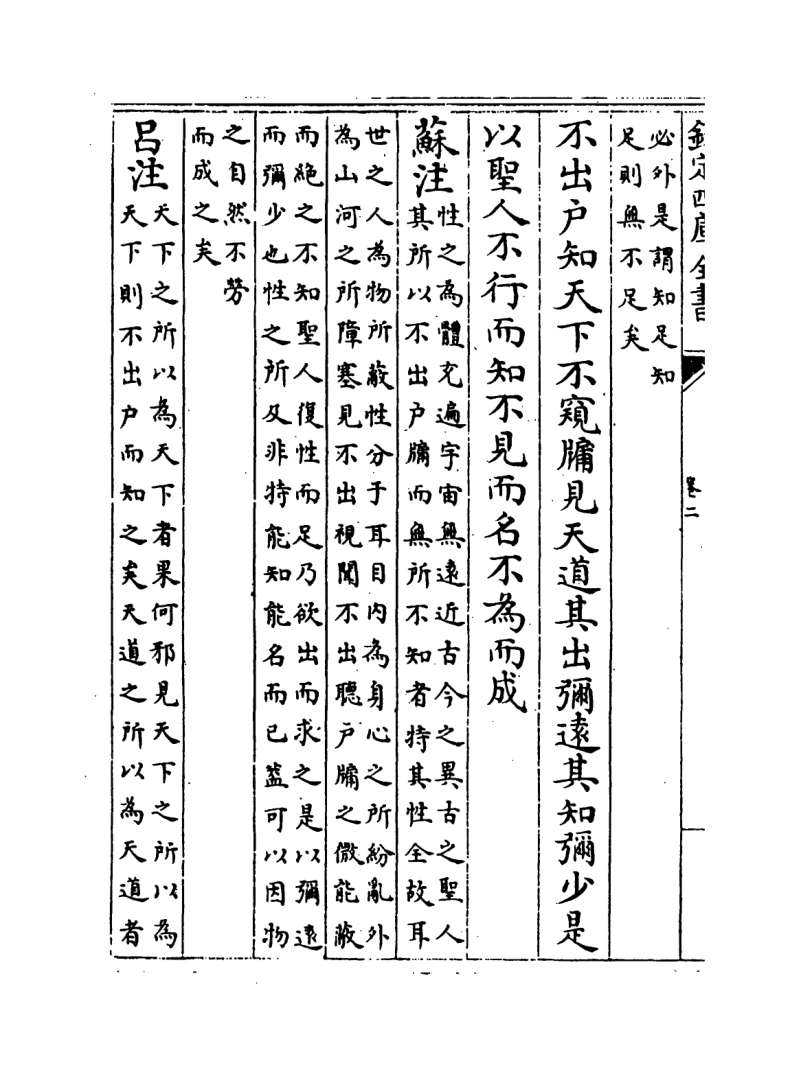 欽定四庫全書
卷二
必外是謂知足知
足則無不足矣
不出户知天下不窺牖見天道其出彌逺其知彌少是
以聖人不行而知不見而名不為而成
蘇注
性之為體充遍宇宙無逺近古今之異古之聖人
其所以不出户牖而無所不知者特其性全故耳
世之人為物所蔽性分于耳目内為身心之所紛亂外
為山河之所障塞見不出視聞不出聽户牖之微能蔽
而絶之不知聖人復性而足乃欲出而求之是以彌逺
而彌少也性之所及非特能知能名而已葢可以因物
之自然不勞
而成之矣
吕注
天下之所以為天下者果何邪見天下之所以為
天下則不出户而知之矣天道之所以為天道者